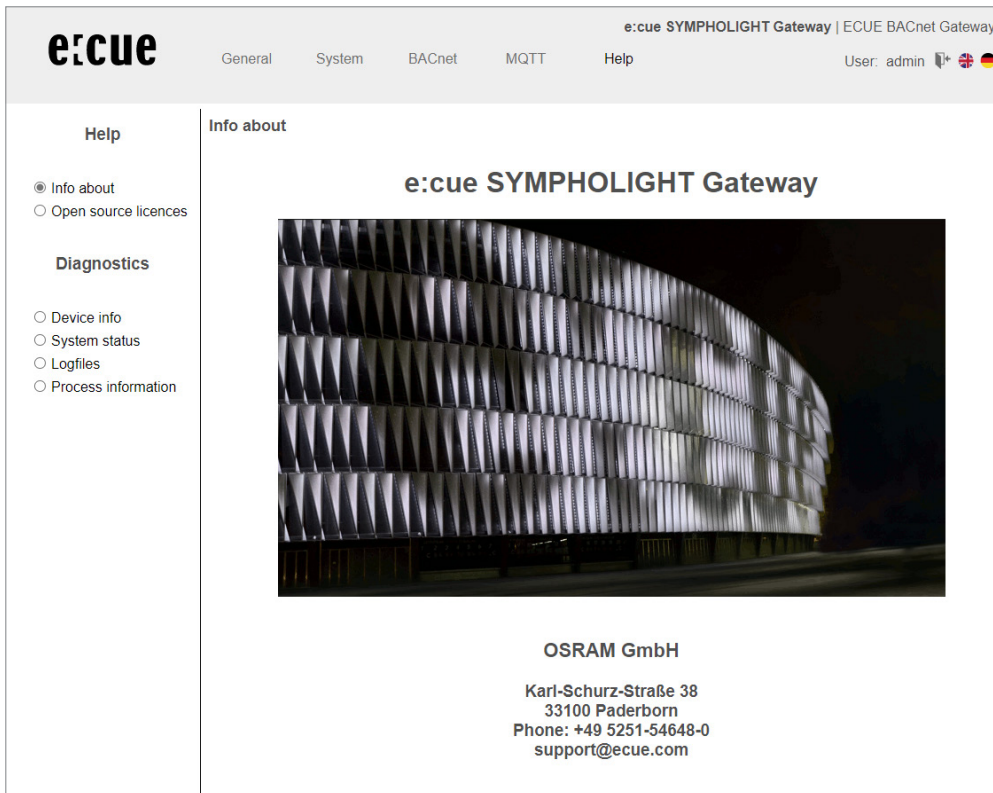 e:cue SYMPHOLIGHT Gateway | ECUE BACnet Gateway
e:cue
General System BACnet MQTT Help
User: admin
Help
Info about
Open source licences
Diagnostics
Device info
System status
Logfiles
Process information
Info about
e:cue SYMPHOLIGHT Gateway
OSRAM GmbH
Karl-Schurz-Straße 38
33100 Paderborn
Phone: +49 5251-54648-0
support@ecue.com